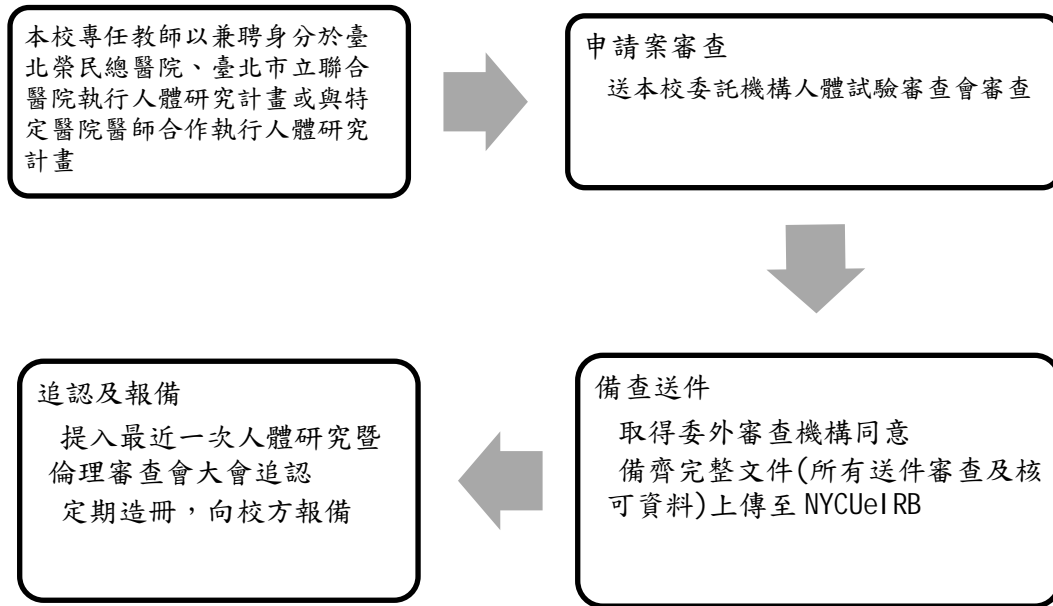 本校專任教師以兼聘身分於臺
北榮民總醫院、臺北市立聯合
醫院執行人體研究計畫或與特
定醫院醫師合作執行人體研究
計畫
申請案審查
送本校委託機構人體試驗審查會審查
備查送件
取得委外審查機構同意
備齊完整文件(所有送件審查及核
可資料)上傳至 NYCUeIRB
追認及報備
提入最近一次人體研究暨
倫理審查會大會追認
定期造冊，向校方報備